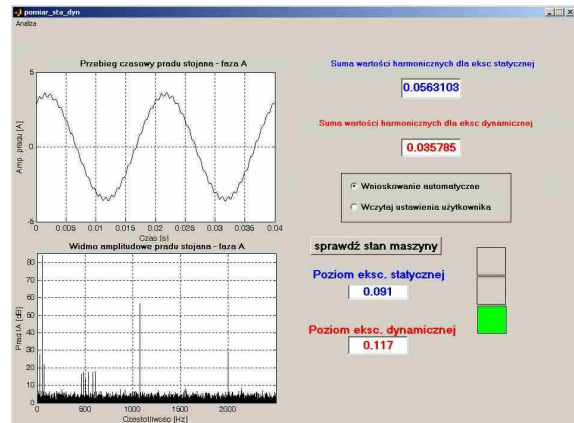 pomiar_sta_dyn
Analiza
Przebieg czasowy pradu stojana - faza A
Amp. pradu [A]
5
0
-5
0 0.005 0.01 0.015 0.02 0.025 0.03 0.035 0.04
Czas [s]
Widmo amplitudowe pradu stojana - faza A
Prad IA [dB]
80
70
60
50
40
30
20
10
0
0 500 1000 1500 2000
Czestotliwosc [Hz]
Suma wartości harmonicznych dla eksc statycznej
0.0563103
Suma wartości harmonicznych dla eksc dynamicznej
0.035785
Wnioskowanie automatyczne
Wczytaj ustawienia użytkownika
sprawdź stan maszyny
Poziom eksc. statycznej
0.091
Poziom eksc. dynamicznej
0.117